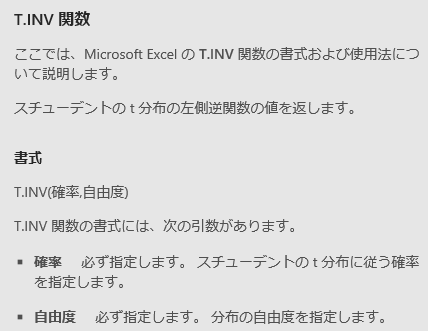 T.INV 関数
ここでは、Microsoft Excel の T.INV 関数の書式および使用法につ
いて説明します。
スチューデントの t 分布の左側逆関数の値を返します。
書式
T.INV(確率,自由度)
T.INV 関数の書式には、次の引数があります。
▪ 確率 必ず指定します。 スチューデントの t 分布に従う確率
を指定します。
▪ 自由度 必ず指定します。 分布の自由度を指定します。